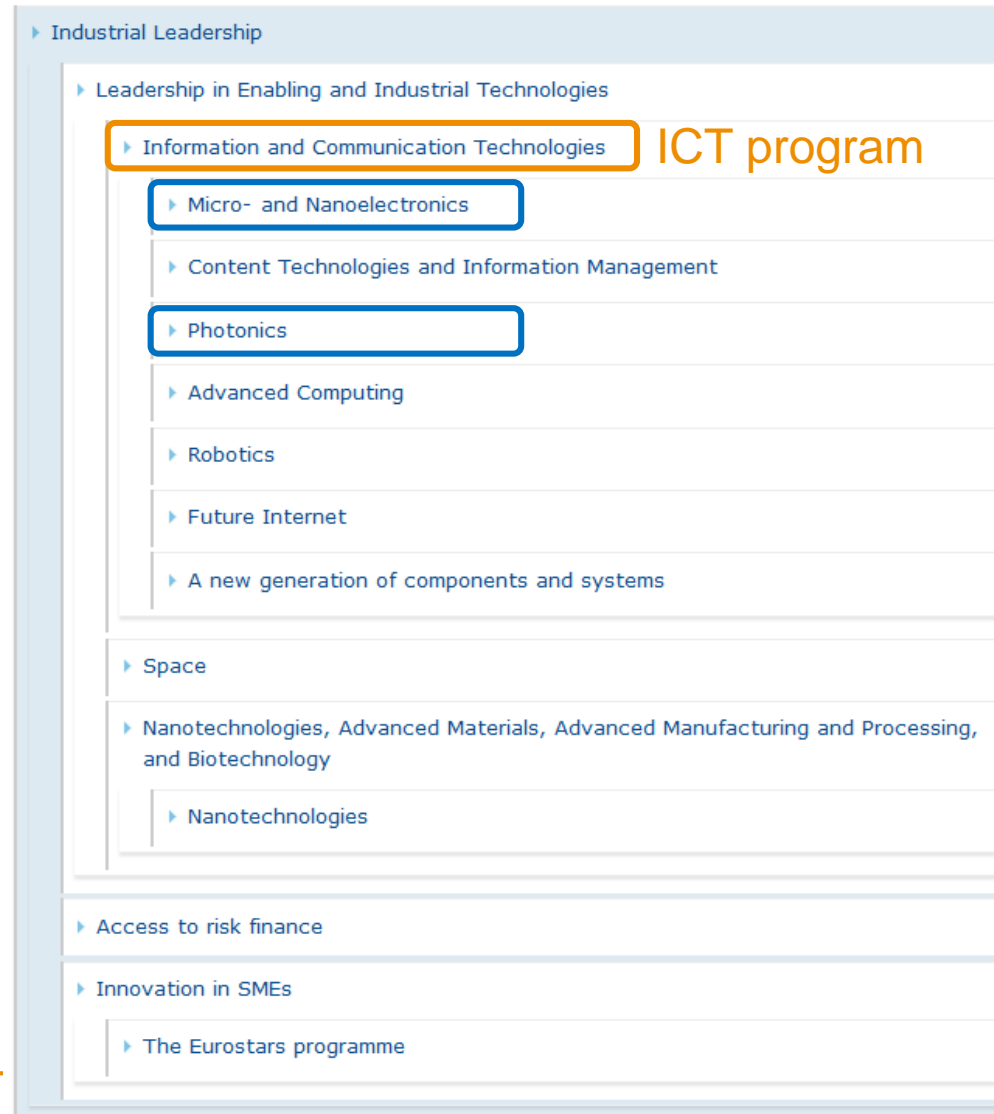 Industrial Leadership
Leadership in Enabling and Industrial Technologies
Information and Communication Technologies
ICT program
Micro- and Nanoelectronics
Content Technologies and Information Management
Photonics
Advanced Computing
Robotics
Future Internet
A new generation of components and systems
Space
Nanotechnologies, Advanced Materials, Advanced Manufacturing and Processing,
and Biotechnology
Nanotechnologies
Access to risk finance
Innovation in SMEs
The Eurostars programme